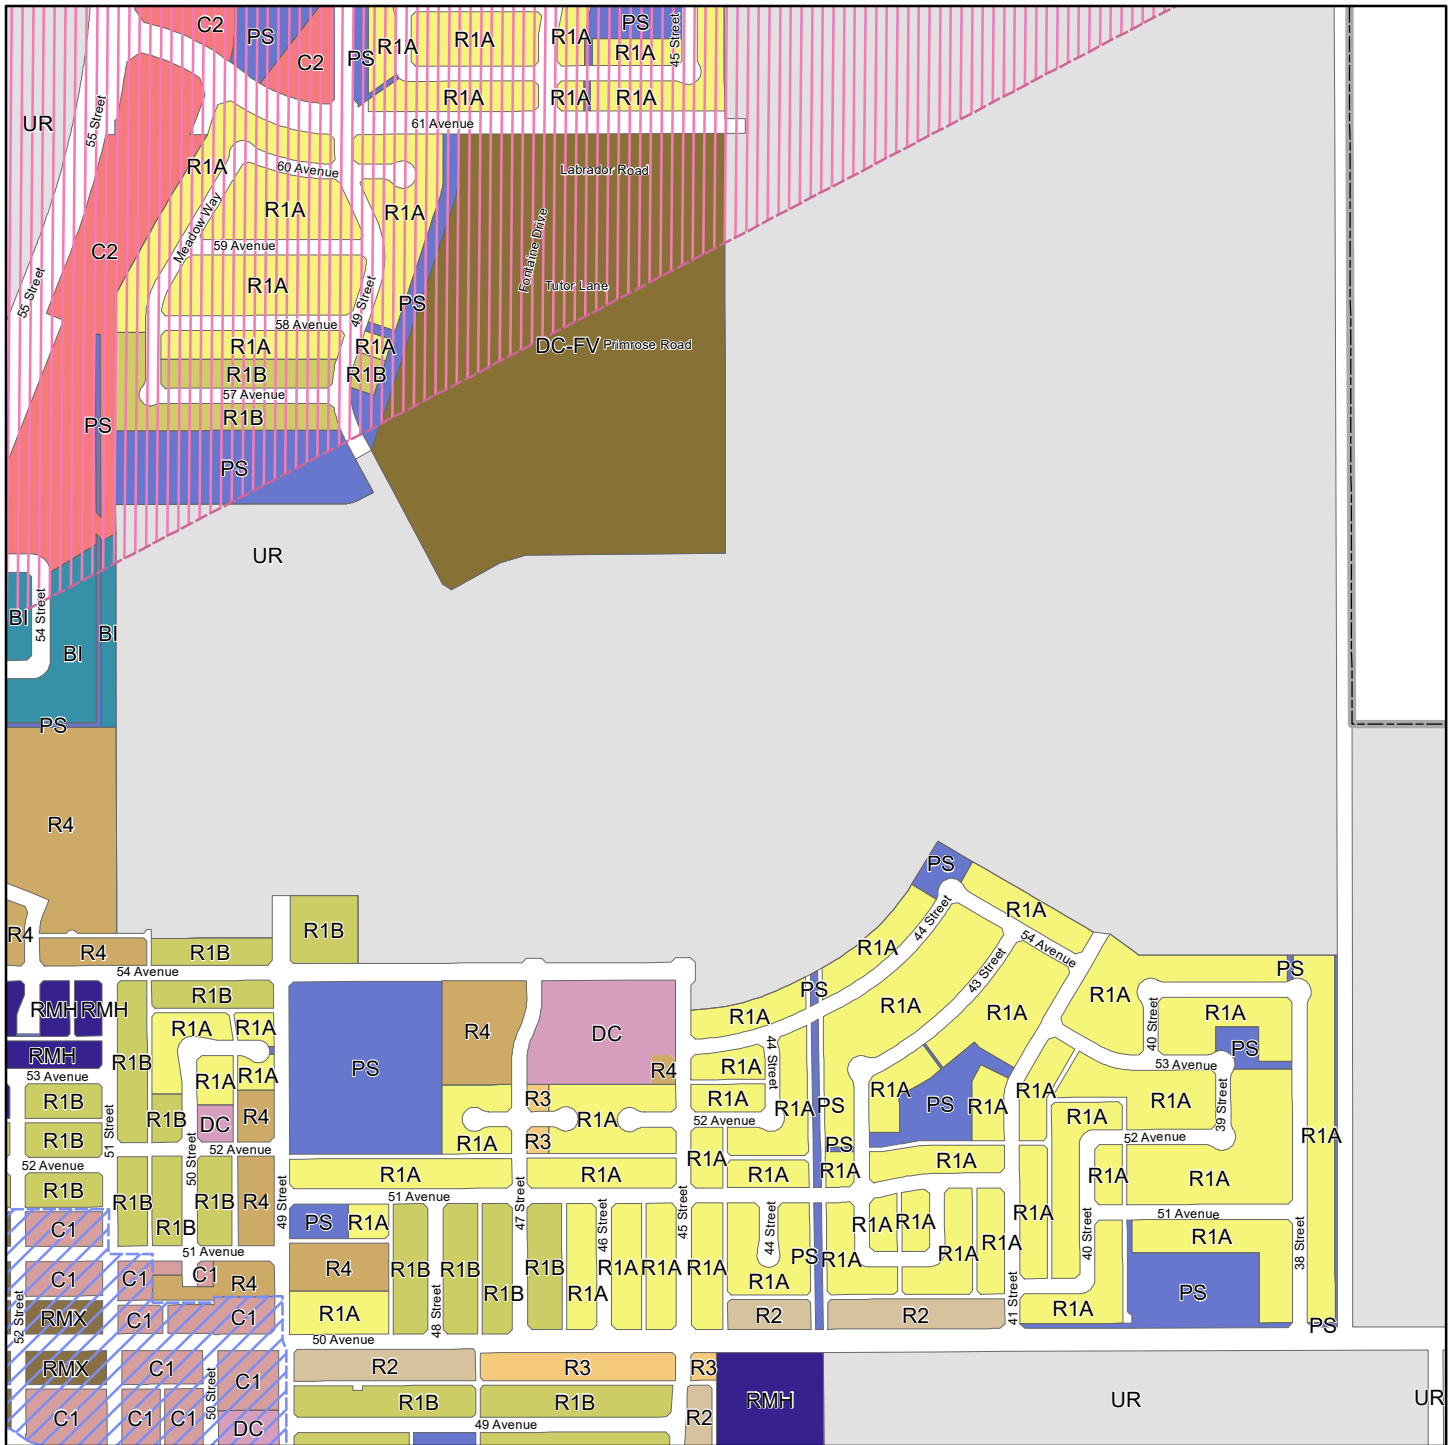 C2
PS
C2
PS
R1A
R1A
R1A
PS
R1A
45 Street
R1A
R1A
R1A
61 Avenue
UR
55 Street
R1A
60 Avenue
Labrador Road
R1A
R1A
Meadow Way
59 Avenue
C2
Fontaine Drive
55 Street
R1A
Tutor Lane
49 Street
PS
58 Avenue
R1A
R1A
DC-FV
Primrose Road
R1B
R1B
57 Avenue
R1B
PS
PS
UR
BI
54 Street
BI
BI
PS
R4
PS
R1B
R1A
R4
R4
R1B
44 Street
54 Avenue
R1A
54 Avenue
43 Street
PS
PS
R1B
R1A
RMH
RMH
R1A
R1A
R1A
R1A
R1A
R1A
R4
DC
40 Street
RMH
R1B
PS
R1A
R4
44 Street
PS
53 Avenue
53 Avenue
R1A
R1A
R1A
R1A
R1A
R1B
R3
R1A
R1A
PS
PS
R1A
R1A
R1A
39 Street
R1B
DC
R4
R1A
52 Avenue
51 Street
R1B
R1A
R3
PS
52 Avenue
R1A
52 Avenue
50 Street
52 Avenue
R1A
R1A
R1A
R1A
R1A
R1A
R1A
R1A
R1B
R1B
R1B
R4
49 Street
51 Avenue
47 Street
46 Street
45 Street
44 Street
R1A
51 Avenue
C1
R1B
PS
R1A
R1A
R1A
R1A
40 Street
R1A
38 Street
51 Avenue
PS
R1A
R1A
R1A
C1
C1
C1
R4
R4
R1B
R1B
R1B
R1A
R1A
R1A
R1A
R1B
R1A
41 Street
PS
52 Street
RMX
C1
C1
R1A
48 Street
R2
R2
R1A
PS
50 Avenue
RMX
C1
R2
R3
R3
C1
50 Street
RMH
UR
UR
C1
C1
C1
R1B
R1B
R2
DC
49 Avenue